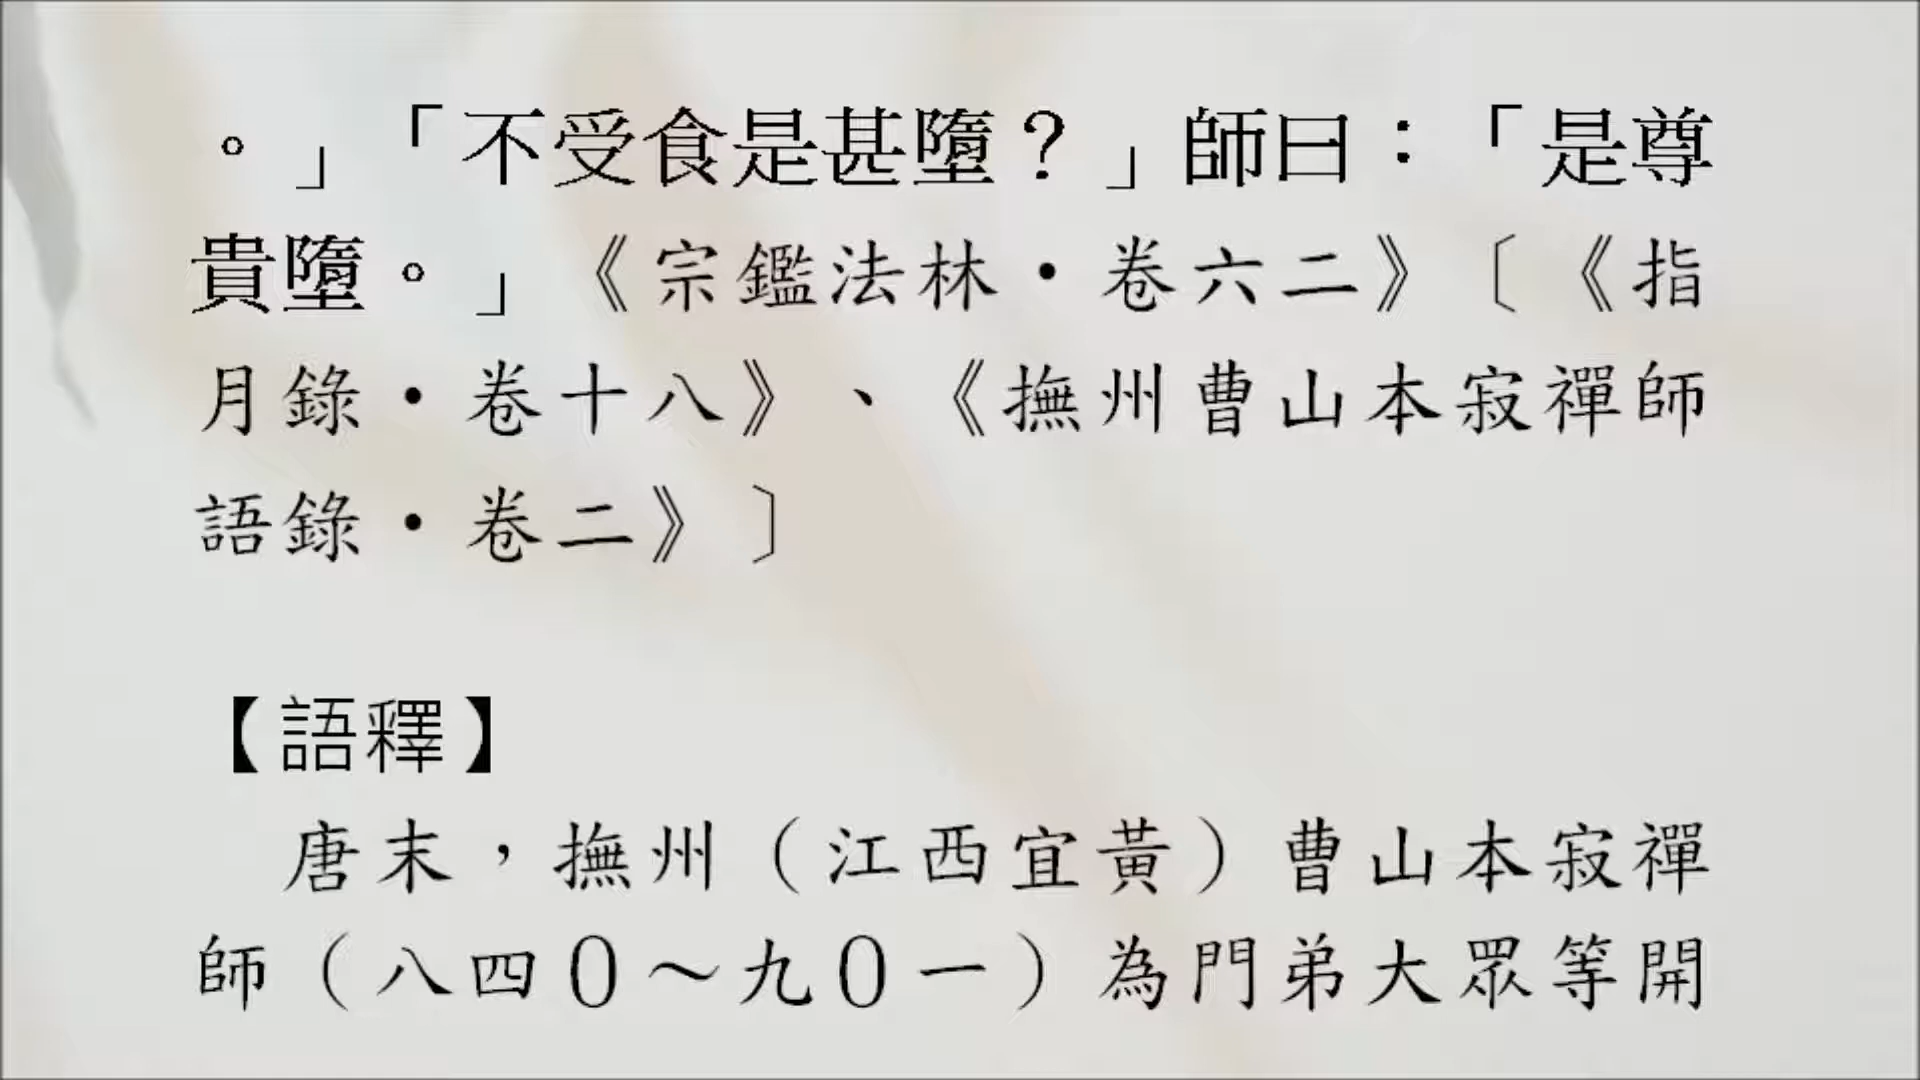 。」「不受食是甚墮？」師曰：「是尊
貴墮。」《宗鑑法林・卷六二》〔《指
月錄・卷十八》、《撫州曹山本寂禪師
語錄・卷二》〕
【語釋】
唐末，撫州（江西宜黃）曹山本寂禪
師（八四０～九０一）為門弟大眾等開